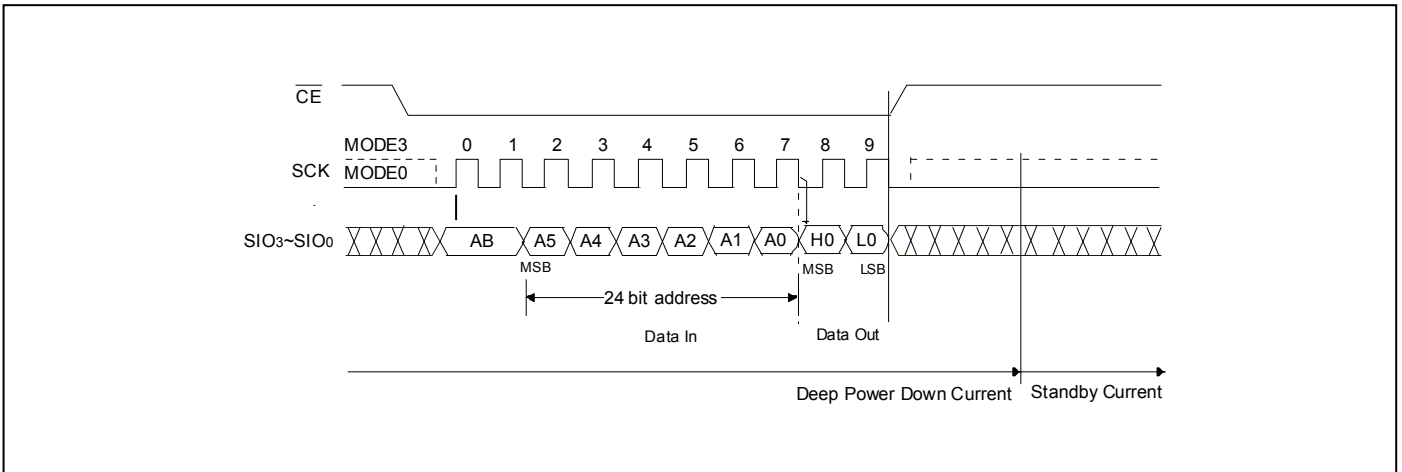 CE
MODE3 0 1 2 3 4 5 6 7 8 9
SCK MODE0
SIO3~SIO0 AB A5 A4 A3 A2 A1 A0 H0 L0
MSB MSB LSB
24 bit address
Data In Data Out
Deep Power Down Current Standby Current